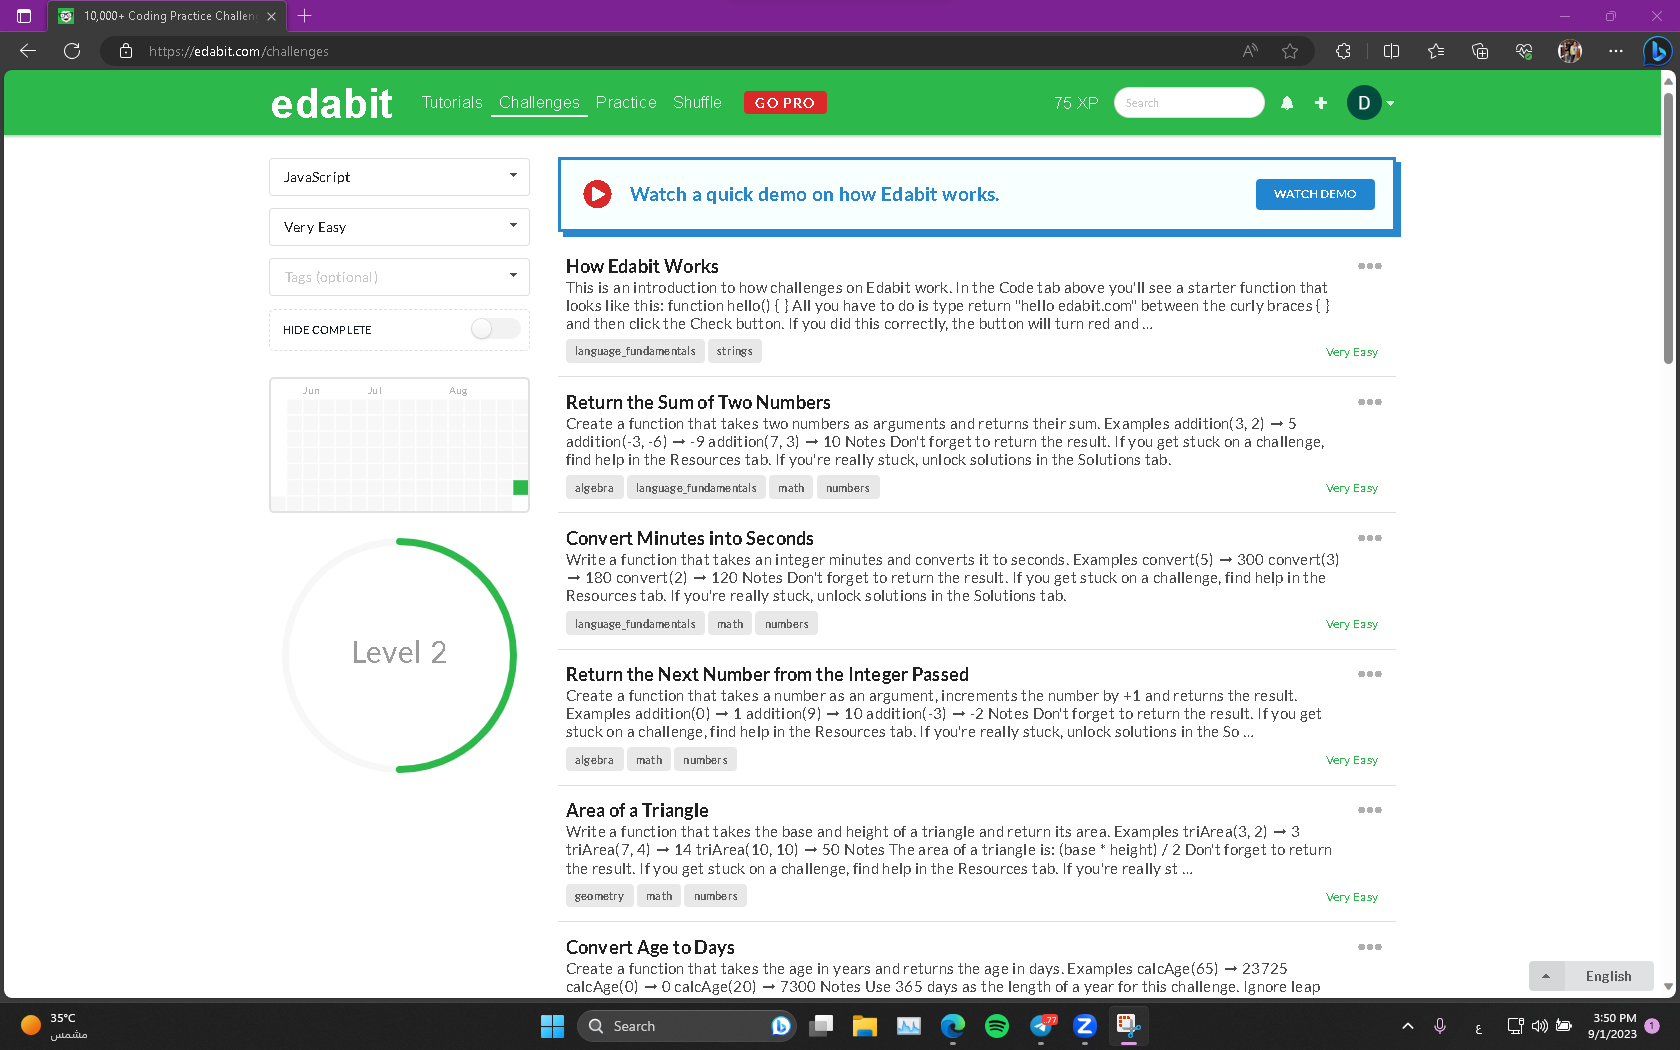 10,000+ Coding Practice Challen
https://edabit.com/challenges
edabit
Tutorials
Challenges
Practice
Shuffle
GO PRO
75 XP
Search
D
JavaScript
Very Easy
Tags (optional)
HIDE COMPLETE
Jun
Jul
Aug
Level 2
Watch a quick demo on how Edabit works.
WATCH DEMO
How Edabit Works
This is an introduction to how challenges on Edabit work. In the Code tab above you'll see a starter function that
looks like this: function hello() { } All you have to do is type return "hello edabit.com" between the curly braces { }
and then click the Check button. If you did this correctly, the button will turn red and ...
language_fundamentals
strings
Very Easy
Return the Sum of Two Numbers
Create a function that takes two numbers as arguments and returns their sum. Examples addition(3, 2) → 5
addition(-3, -6) → -9 addition(7, 3) → 10 Notes Don't forget to return the result. If you get stuck on a challenge,
find help in the Resources tab. If you're really stuck, unlock solutions in the Solutions tab.
algebra
language_fundamentals
math
numbers
Very Easy
Convert Minutes into Seconds
Write a function that takes an integer minutes and converts it to seconds. Examples convert(5) → 300 convert(3)
→ 180 convert(2) → 120 Notes Don't forget to return the result. If you get stuck on a challenge, find help in the
Resources tab. If you're really stuck, unlock solutions in the Solutions tab.
language_fundamentals
math
numbers
Very Easy
Return the Next Number from the Integer Passed
Create a function that takes a number as an argument, increments the number by +1 and returns the result.
Examples addition(0) → 1 addition(9) → 10 addition(-3) → -2 Notes Don't forget to return the result. If you get
stuck on a challenge, find help in the Resources tab. If you're really stuck, unlock solutions in the So ...
algebra
math
numbers
Very Easy
Area of a Triangle
Write a function that takes the base and height of a triangle and return its area. Examples triArea(3, 2) → 3
triArea(7, 4) → 14 triArea(10, 10) → 50 Notes The area of a triangle is: (base * height) / 2 Don't forget to return
the result. If you get stuck on a challenge, find help in the Resources tab. If you're really st ...
geometry
math
numbers
Very Easy
Convert Age to Days
Create a function that takes the age in years and returns the age in days. Examples calcAge(65) → 23725
calcAge(0) → 0 calcAge(20) → 7300 Notes Use 365 days as the length of a year for this challenge. Ignore leap
English
35°C
مشمس
Search
77
ع
3:50 PM
9/1/2023
1